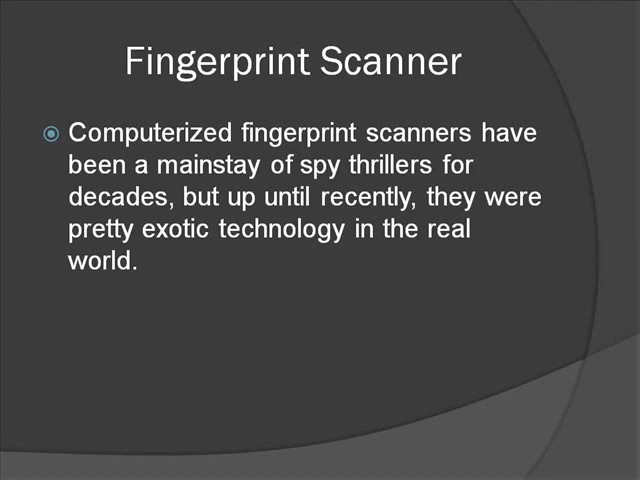 Fingerprint Scanner
Computerized fingerprint scanners have
been a mainstay of spy thrillers for
decades, but up until recently, they were
pretty exotic technology in the real
world.